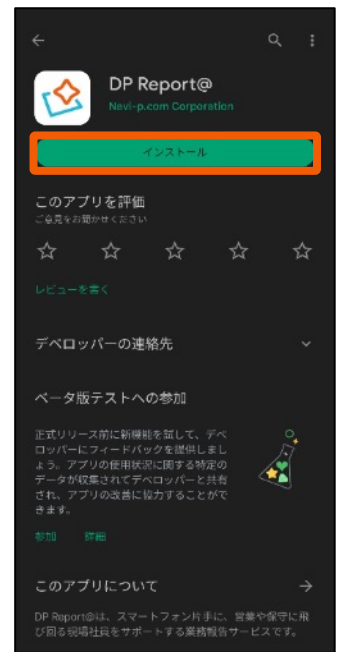 DP Report@
Navi-p.com Corporation
インストール
このアプリを評価
ご意見をお聞かせください
レビューを書く
デベロッパーの連絡先
ベータ版テストへの参加
正式リリース前に新機能を試して、デベ
ロッパーにフィードバックを提供しまし
ょう。アプリの使用状況に関する特定の
データが収集されてデベロッパーと共有
され、アプリの改善に協力することがで
きます。
参加 詳細
このアプリについて
DP Report@は、スマートフォン片手に、営業や保守に飛
び回る現場社員をサポートする業務報告サービスです。